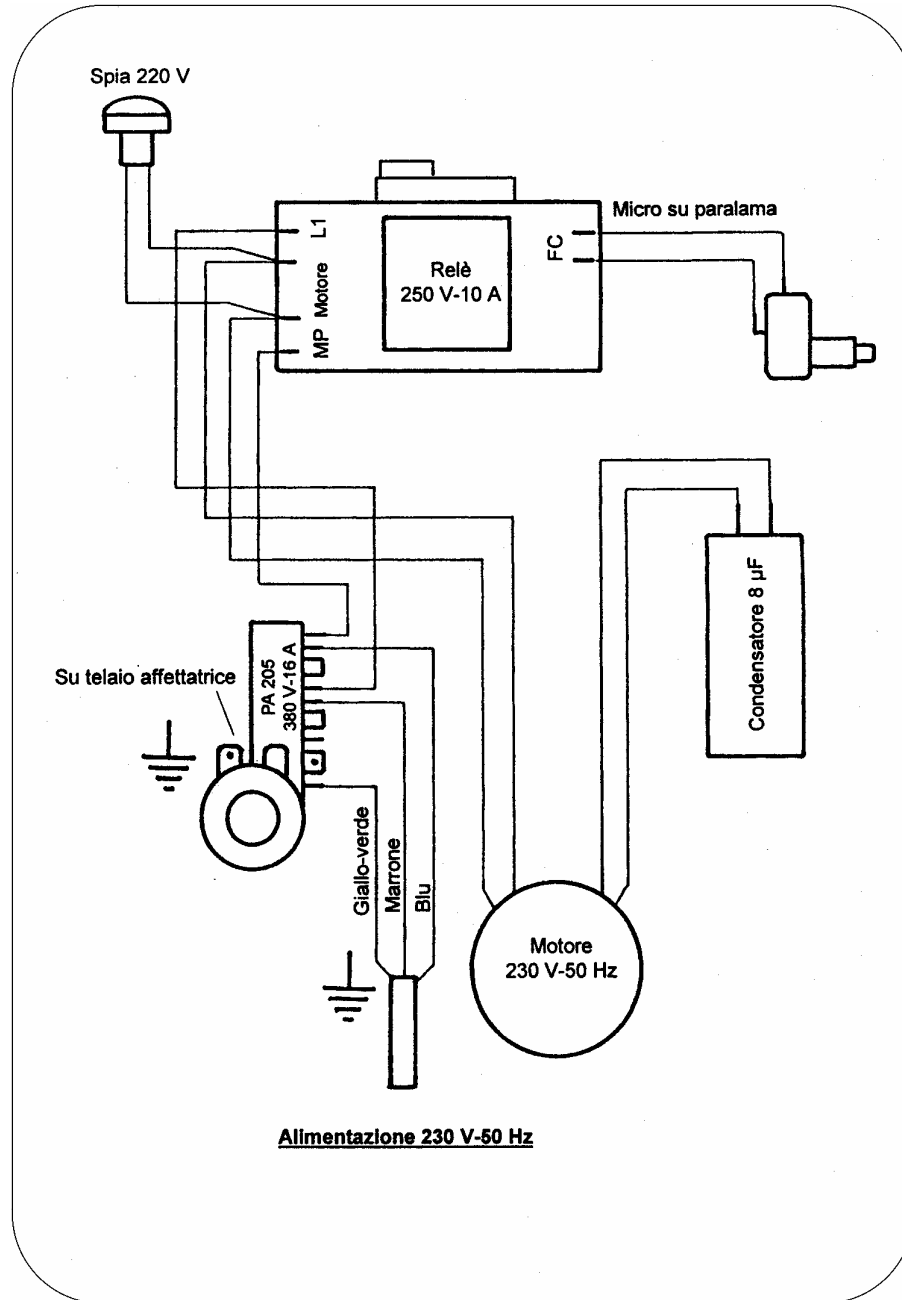 Spia 220 V
L1
Motore
MP
Relè
250 V-10 A
FC
Micro su paralama
Condensatore 8 µF
Su telaio affettatrice
PA 205
380 V-16 A
Giallo-verde
Marrone
Blu
Motore
230 V-50 Hz
Alimentazione 230 V-50 Hz